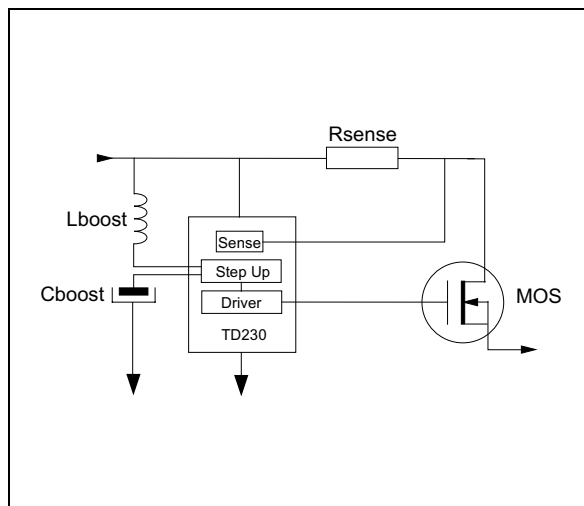 Rsense
Lboost
Sense
Step Up
Cboost
Driver
MOS
TD230